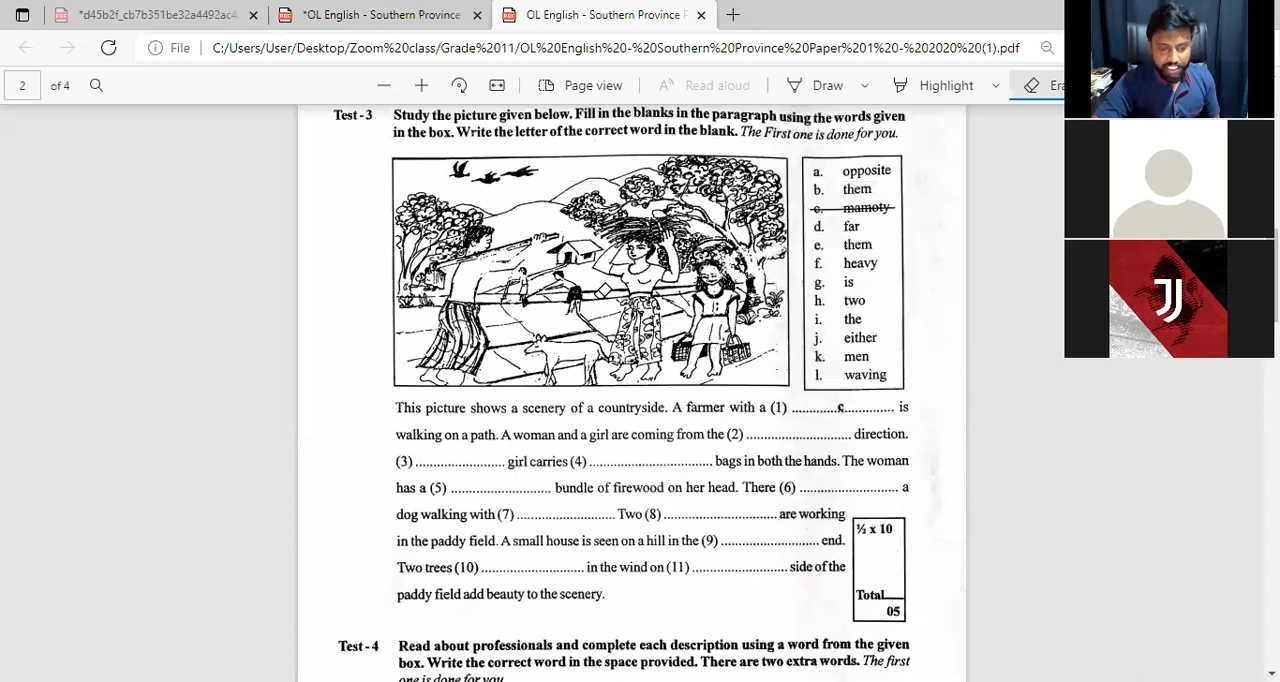 *d45b2f_cb7b351be32a4492ac4
*OL English - Southern Province
OL English - Southern Province P
File
C:/Users/User/Desktop/Zoom%20class/Grade%2011/OL%20English%20-%20Southern%20Province%20Paper%201%20-%202020%20(1).pdf
2 of 4
Page view
Read aloud
Draw
Highlight
Era
Test-3 Study the picture given below. Fill in the blanks in the paragraph using the words given
in the box. Write the letter of the correct word in the blank. The First one is done for you.
a. opposite
b. them
c. mamoty
d. far
e. them
f. heavy
g. is
h. two
i. the
j. either
k. men
l. waving
This picture shows a scenery of a countryside. A farmer with a (1) .............c.............. is
walking on a path. A woman and a girl are coming from the (2) ............................ direction.
(3) ........................ girl carries (4) ................................. bags in both the hands. The woman
has a (5) ........................... bundle of firewood on her head. There (6) ........................... a
dog walking with (7) .......................... Two (8) .............................. are working
in the paddy field. A small house is seen on a hill in the (9) .......................... end.
Two trees (10) ............................ in the wind on (11) .......................... side of the
paddy field add beauty to the scenery.
½ x 10
Total
05
Test-4 Read about professionals and complete each description using a word from the given
box. Write the correct word in the space provided. There are two extra words. The first
one is done for you